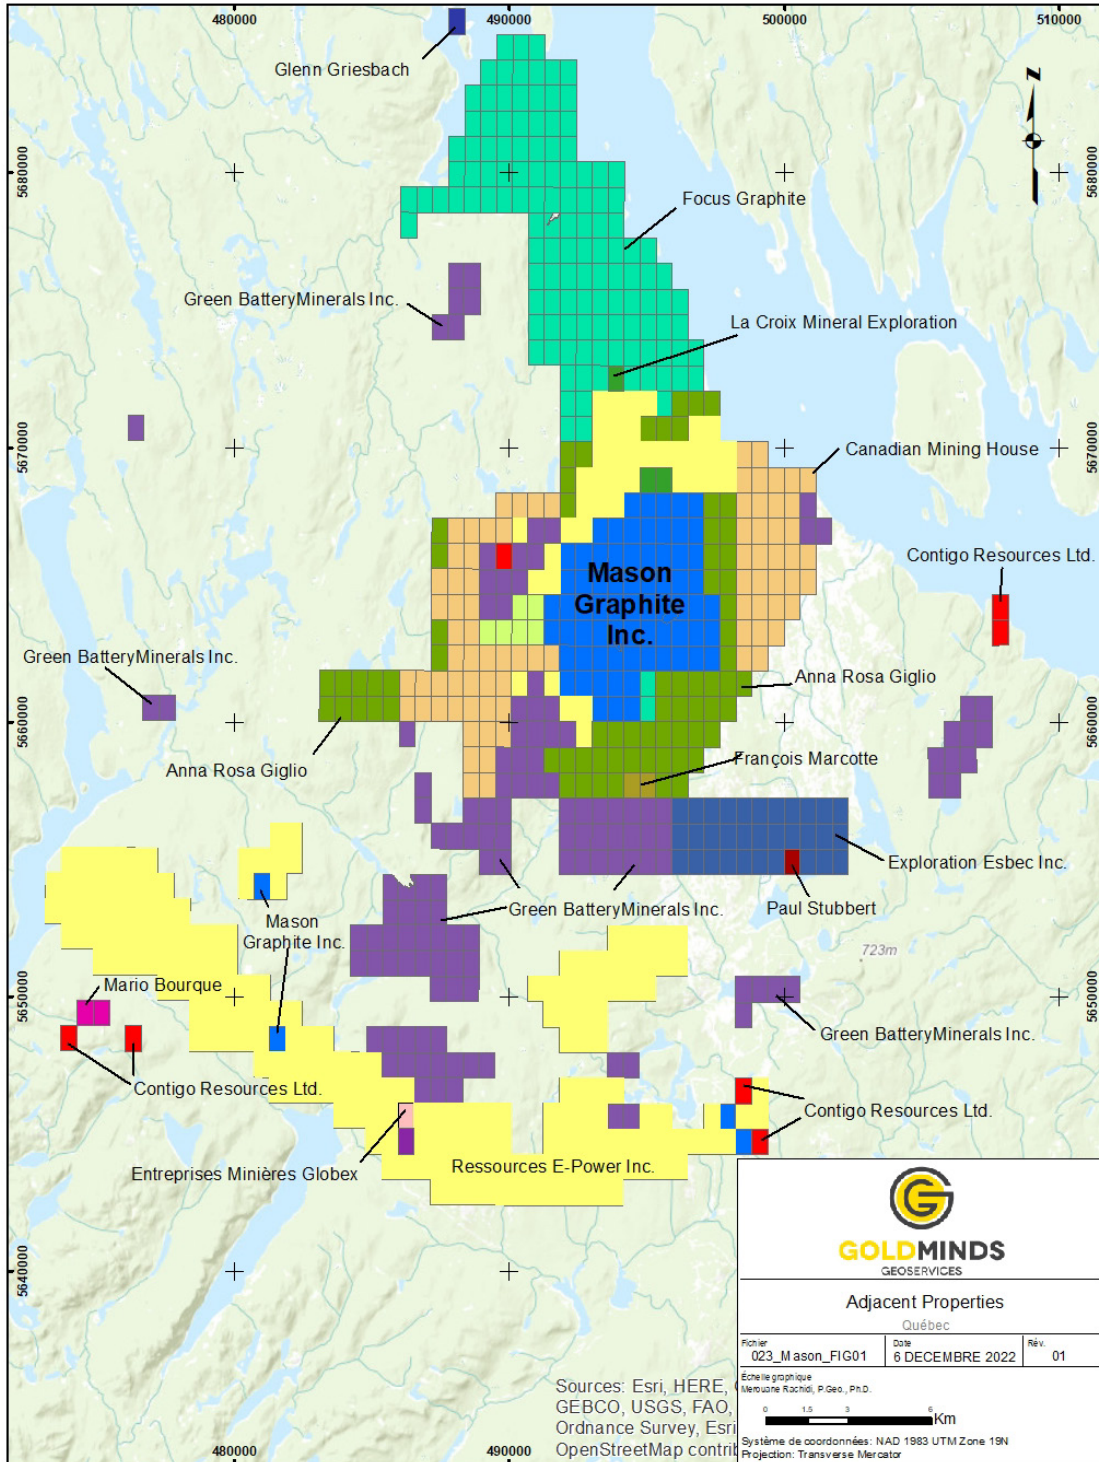 480000
490000
500000
510000
Glenn Griesbach
N
5680000
5680000
Focus Graphite
Green BatteryMinerals Inc.
La Croix Mineral Exploration
5670000
5670000
Canadian Mining House
Contigo Resources Ltd.
Mason
Graphite
Inc.
Green BatteryMinerals Inc.
Anna Rosa Giglio
5660000
5660000
Anna Rosa Giglio
François Marcotte
Exploration Esbec Inc.
Mason
Graphite Inc.
Green BatteryMinerals Inc.
Paul Stubbert
723m
Mario Bourque
5650000
5650000
Green BatteryMinerals Inc.
Contigo Resources Ltd.
Contigo Resources Ltd.
Entreprises Minières Globex
Ressources E-Power Inc.
5640000
GOLDMINDS
GEOSERVICES
Adjacent Properties
Québec
Fichier
023_Mason_FIG01
Date
6 DECEMBRE 2022
Rév.
01
Échelle graphique
Merouane Rachidi, P.Geo., Ph.D.
0 1.5 3 6
Km
Système de coordonnées: NAD 1983 UTM Zone 19N
Projection: Transverse Mercator
Sources: Esri, HERE,
GEBCO, USGS, FAO,
Ordnance Survey, Esri
OpenStreetMap contrib
480000
490000